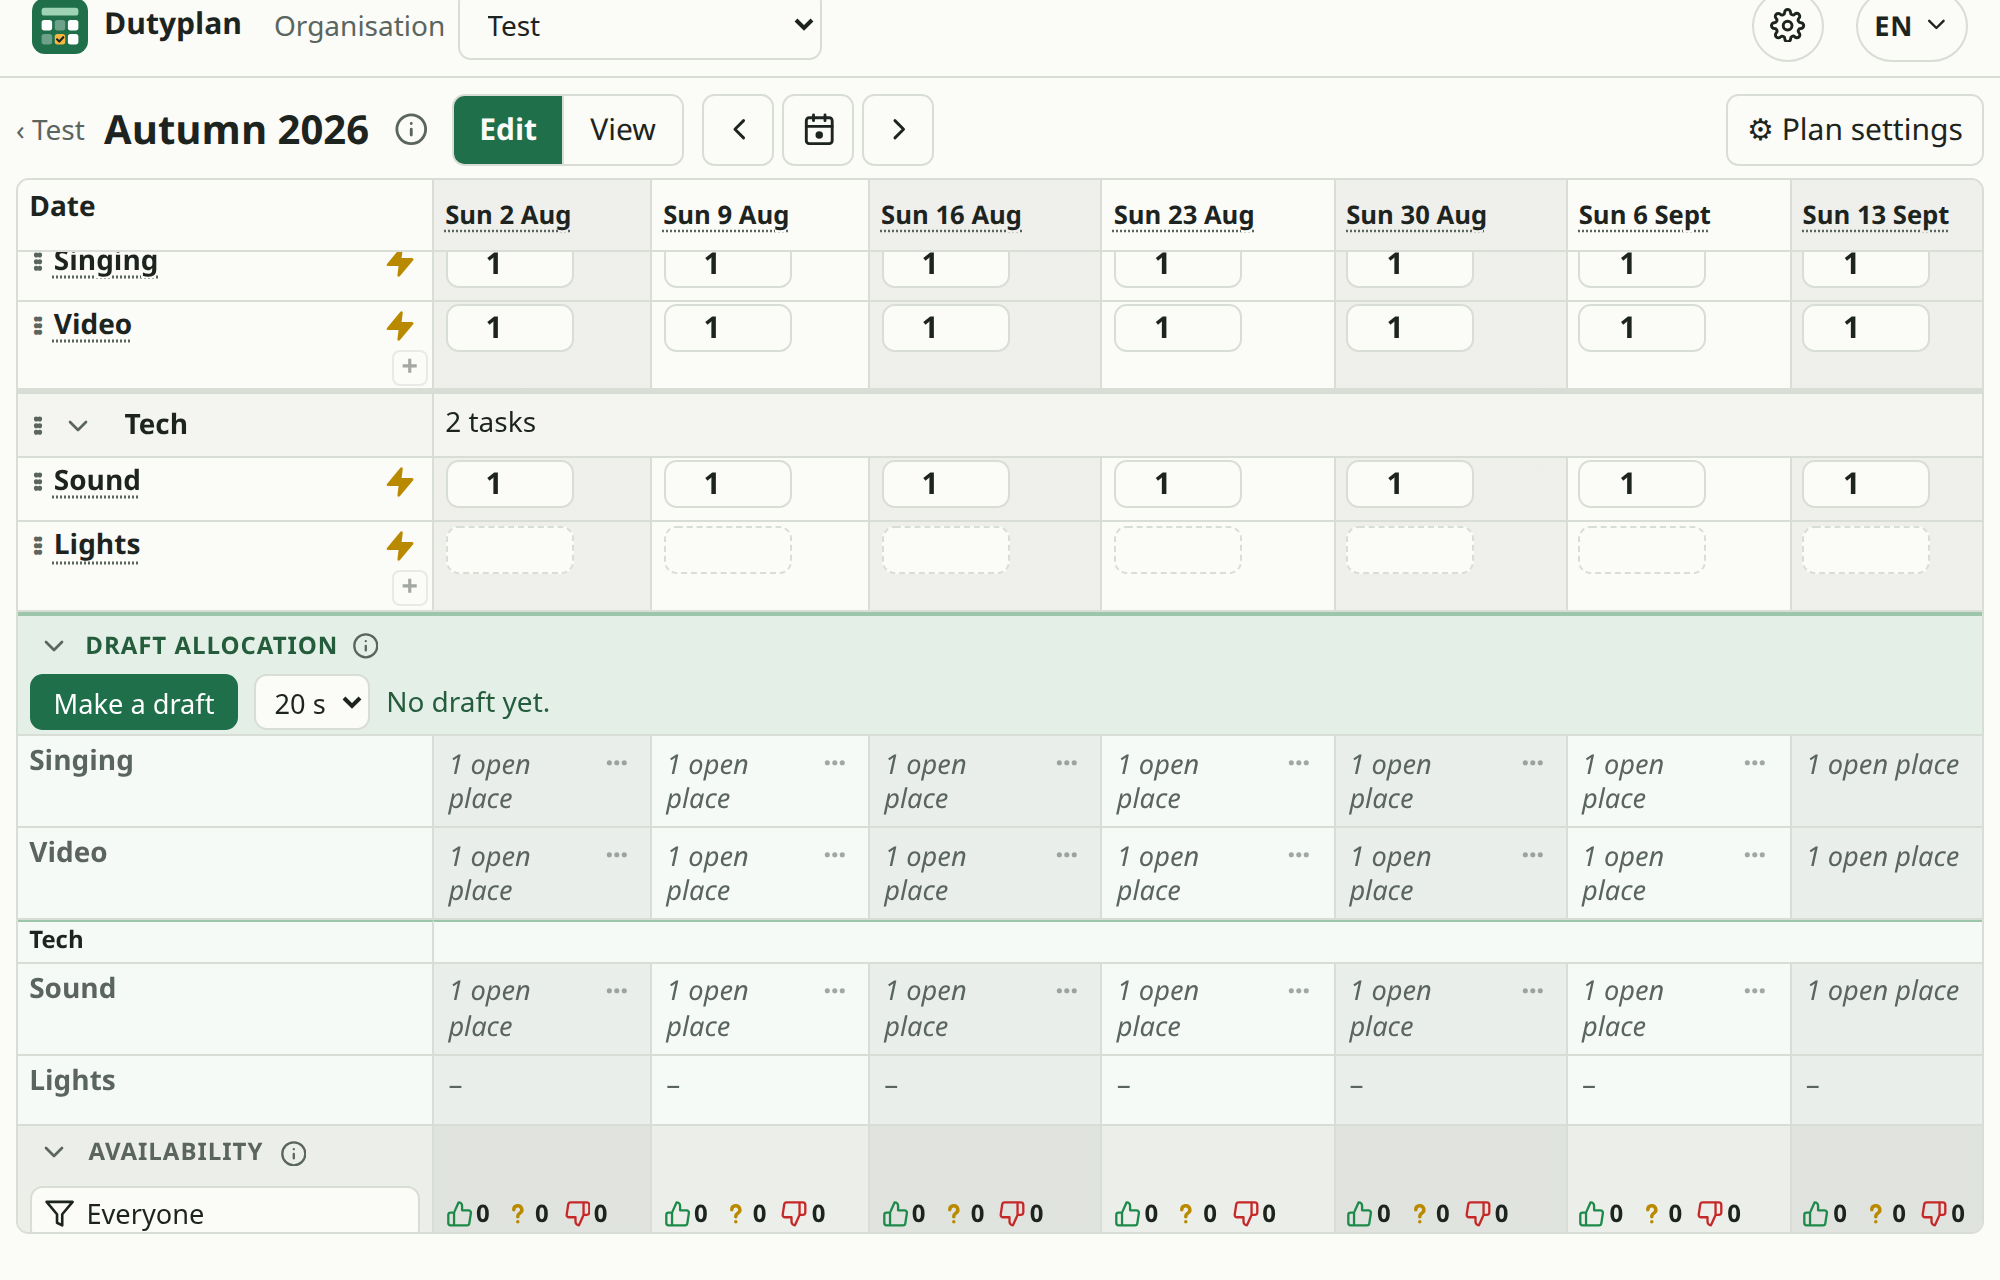 Dutyplan Organisation Test EN
‹ Test Autumn 2026 Edit View ⚙ Plan settings
Date Sun 2 Aug Sun 9 Aug Sun 16 Aug Sun 23 Aug Sun 30 Aug Sun 6 Sept Sun 13 Sept
Singing 1 1 1 1 1 1 1
Video 1 1 1 1 1 1 1
+
Tech 2 tasks
Sound 1 1 1 1 1 1 1
Lights
+
DRAFT ALLOCATION
Make a draft 20 s No draft yet.
Singing 1 open place ··· 1 open place ··· 1 open place ··· 1 open place ··· 1 open place ··· 1 open place ··· 1 open place
Video 1 open place ··· 1 open place ··· 1 open place ··· 1 open place ··· 1 open place ··· 1 open place ··· 1 open place
Tech
Sound 1 open place ··· 1 open place ··· 1 open place ··· 1 open place ··· 1 open place ··· 1 open place ··· 1 open place
Lights – – – – – – –
AVAILABILITY
Everyone 0 ? 0 0 0 ? 0 0 0 ? 0 0 0 ? 0 0 0 ? 0 0 0 ? 0 0 0 ? 0 0